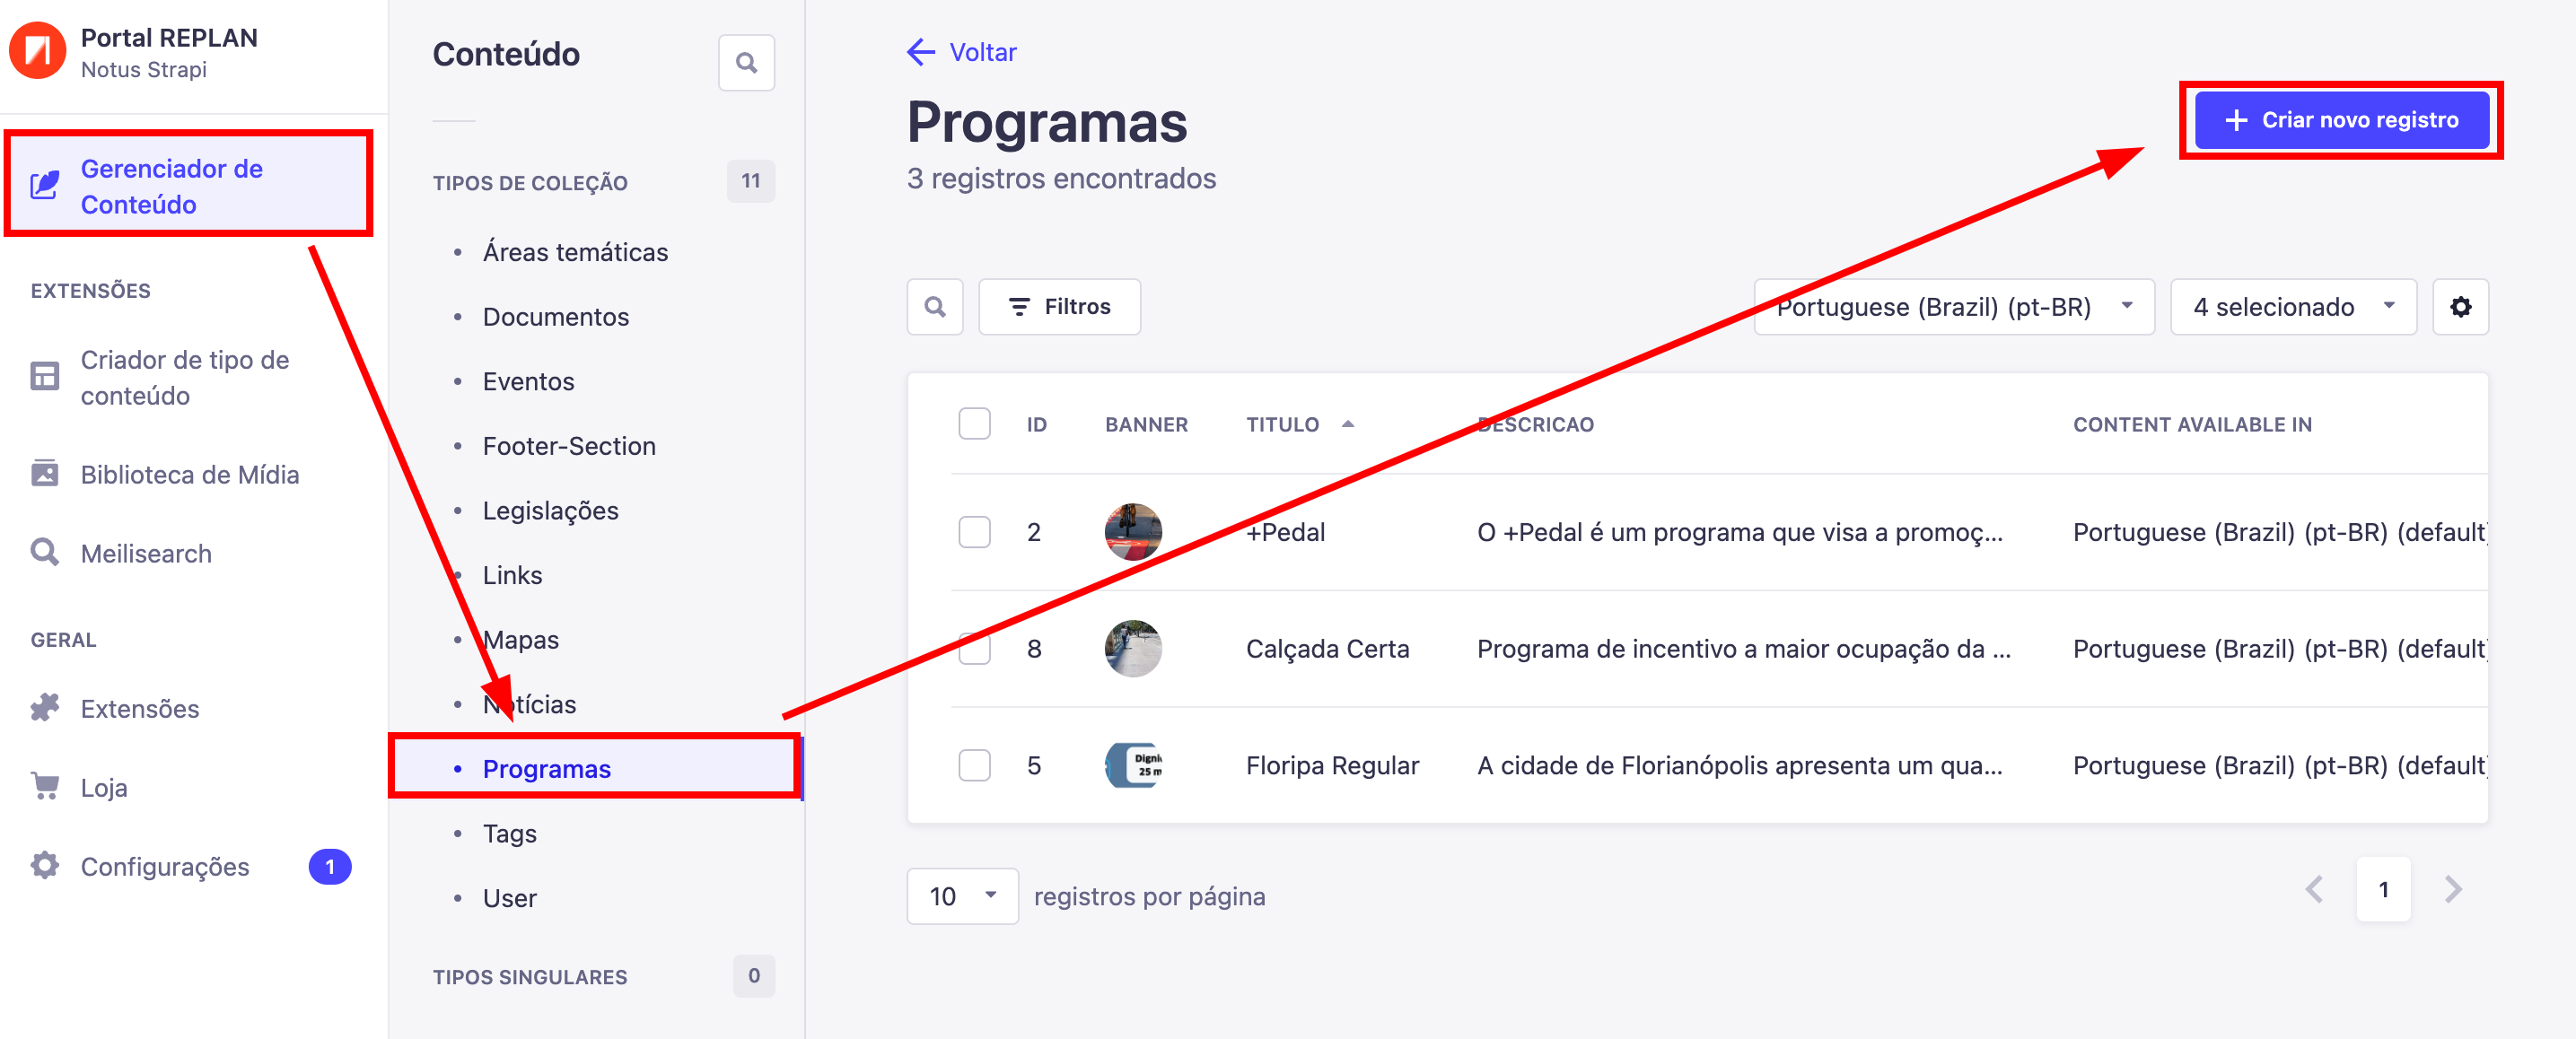 Portal REPLAN
Notus Strapi
Gerenciador de
Conteúdo
EXTENSÕES
Criador de tipo de
conteúdo
Biblioteca de Mídia
Meilisearch
GERAL
Extensões
Loja
Configurações 1
Conteúdo
TIPOS DE COLEÇÃO 11
Áreas temáticas
Documentos
Eventos
Footer-Section
Legislações
Links
Mapas
Notícias
Programas
Tags
User
TIPOS SINGULARES 0
Voltar
Programas
3 registros encontrados
Criar novo registro
Filtros
Portuguese (Brazil) (pt-BR)
4 selecionado
ID BANNER TITULO DESCRICAO CONTENT AVAILABLE IN
2 +Pedal O +Pedal é um programa que visa a promoç... Portuguese (Brazil) (pt-BR) (default)
8 Calçada Certa Programa de incentivo a maior ocupação da ... Portuguese (Brazil) (pt-BR) (default)
5 Floripa Regular A cidade de Florianópolis apresenta um qua... Portuguese (Brazil) (pt-BR) (default)
10 registros por página
1